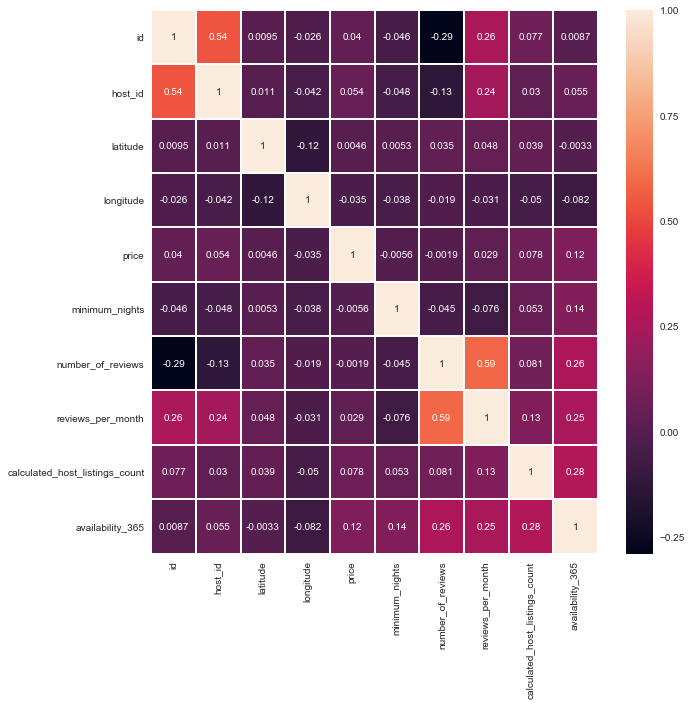 id 1 0.54 0.0095 -0.026 0.04 -0.046 -0.29 0.26 0.077 0.0087
host_id 0.54 1 0.011 -0.042 0.054 -0.048 -0.13 0.24 0.03 0.055
latitude 0.0095 0.011 1 -0.12 0.0046 0.0053 0.035 0.048 0.039 -0.0033
longitude -0.026 -0.042 -0.12 1 -0.035 -0.038 -0.019 -0.031 -0.05 -0.082
price 0.04 0.054 0.0046 -0.035 1 -0.0056 -0.0019 0.029 0.078 0.12
minimum_nights -0.046 -0.048 0.0053 -0.038 -0.0056 1 -0.045 -0.076 0.053 0.14
number_of_reviews -0.29 -0.13 0.035 -0.019 -0.0019 -0.045 1 0.59 0.081 0.26
reviews_per_month 0.26 0.24 0.048 -0.031 0.029 -0.076 0.59 1 0.13 0.25
calculated_host_listings_count 0.077 0.03 0.039 -0.05 0.078 0.053 0.081 0.13 1 0.28
availability_365 0.0087 0.055 -0.0033 -0.082 0.12 0.14 0.26 0.25 0.28 1
id
host_id
latitude
longitude
price
minimum_nights
number_of_reviews
reviews_per_month
calculated_host_listings_count
availability_365
1.00
0.75
0.50
0.25
0.00
-0.25